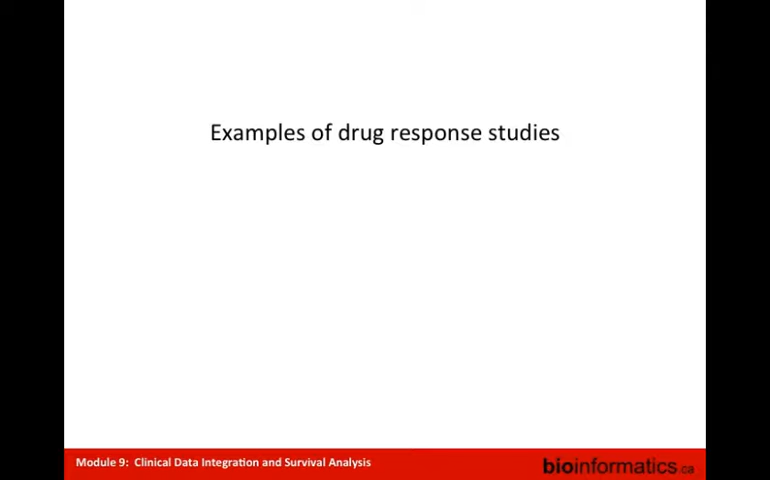 Examples of drug response studies
Module 9: Clinical Data Integration and Survival Analysis
bioinformatics.ca